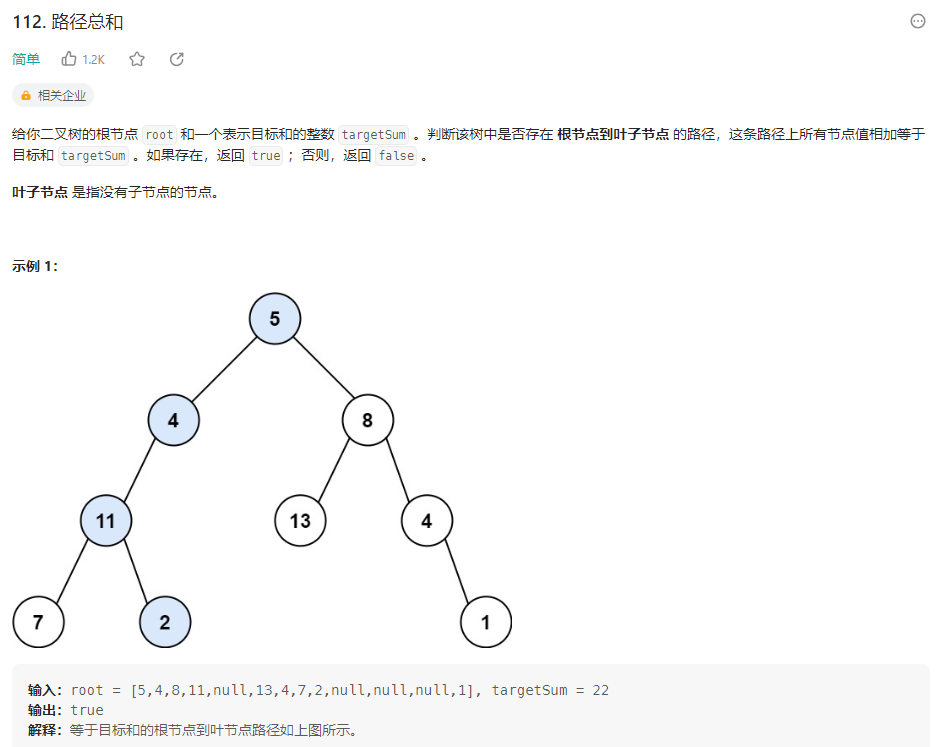 112. 路径总和
简单 1.2K
相关企业
给你二叉树的根节点 root 和一个表示目标和的整数 targetSum 。判断该树中是否存在 根节点到叶子节点 的路径，这条路径上所有节点值相加等于
目标和 targetSum 。如果存在，返回 true ；否则，返回 false 。
叶子节点 是指没有子节点的节点。
示例 1：
5
4 8
11 13 4
7 2 1
输入：root = [5,4,8,11,null,13,4,7,2,null,null,null,1], targetSum = 22
输出：true
解释：等于目标和的根节点到叶节点路径如上图所示。